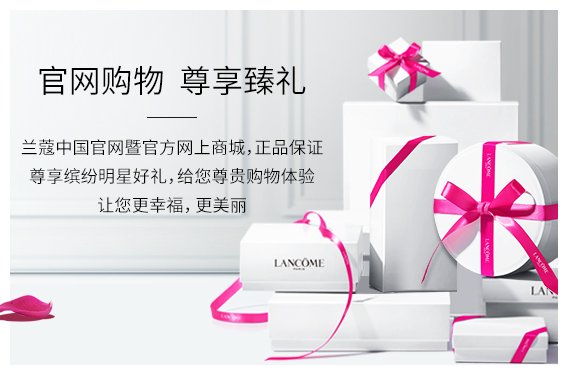 官网购物 尊享臻礼
兰蔻中国官网暨官方网上商城，正品保证
尊享缤纷明星好礼，给您尊贵购物体验
让您更幸福，更美丽
LANCÔME
PARIS
LANCÔME
LANCÔME